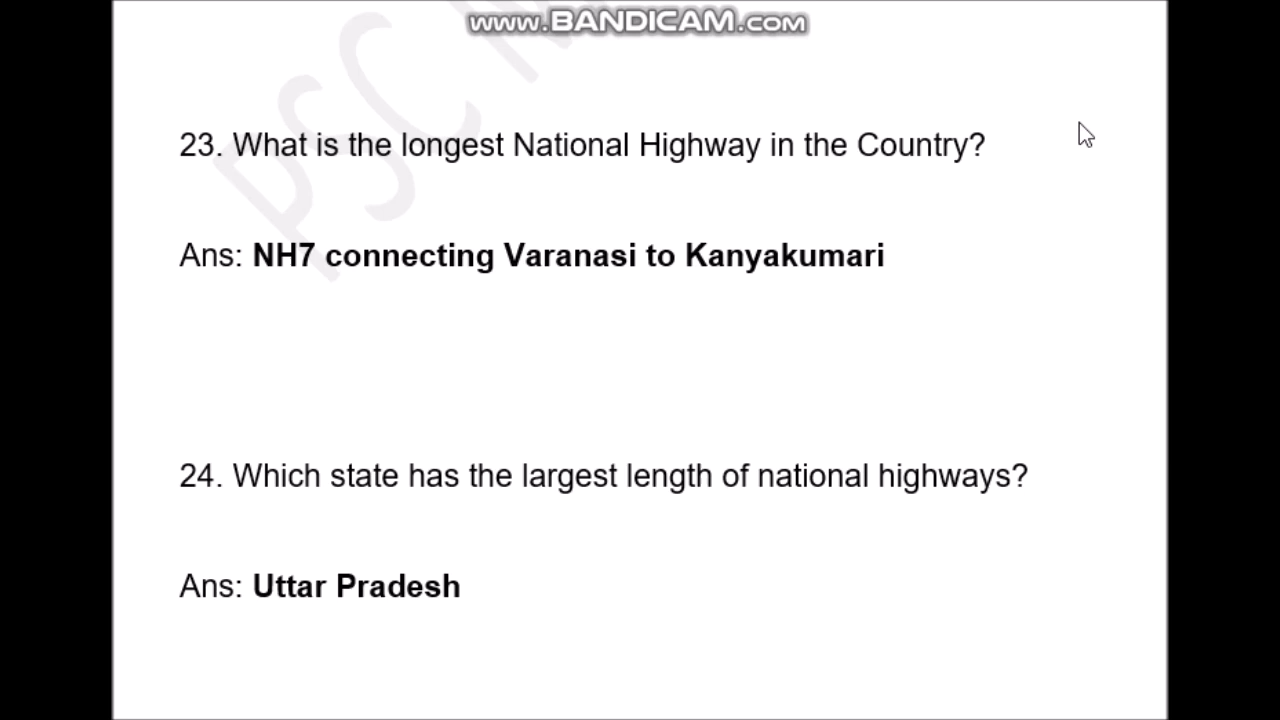 www.BANDICAM.com
PSC
23. What is the longest National Highway in the Country?
Ans: NH7 connecting Varanasi to Kanyakumari
24. Which state has the largest length of national highways?
Ans: Uttar Pradesh